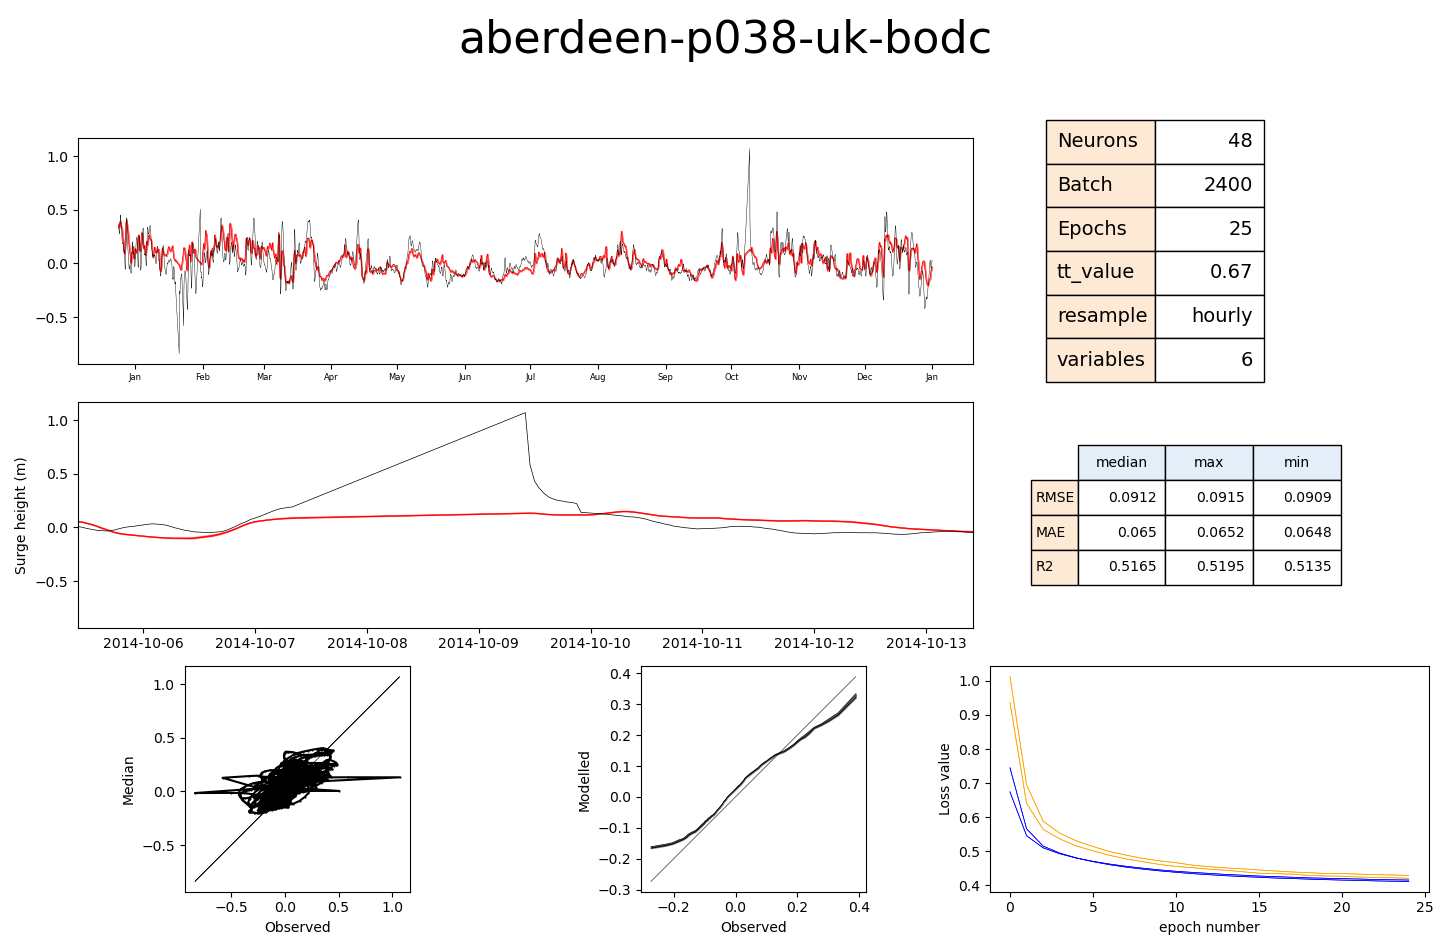 aberdeen-p038-uk-bodc
1.0
0.5
0.0
−0.5
Jan Feb Mar Apr May Jun Jul Aug Sep Oct Nov Dec Jan
Neurons 48
Batch 2400
Epochs 25
tt_value 0.67
resample hourly
variables 6
Surge height (m)
1.0
0.5
0.0
−0.5
2014-10-06 2014-10-07 2014-10-08 2014-10-09 2014-10-10 2014-10-11 2014-10-12 2014-10-13
median max min
RMSE 0.0912 0.0915 0.0909
MAE 0.065 0.0652 0.0648
R2 0.5165 0.5195 0.5135
Median
1.0
0.5
0.0
−0.5
−0.5 0.0 0.5 1.0
Observed
Modelled
0.4
0.3
0.2
0.1
0.0
−0.1
−0.2
−0.3
−0.2 0.0 0.2 0.4
Observed
Loss value
1.0
0.9
0.8
0.7
0.6
0.5
0.4
0 5 10 15 20 25
epoch number